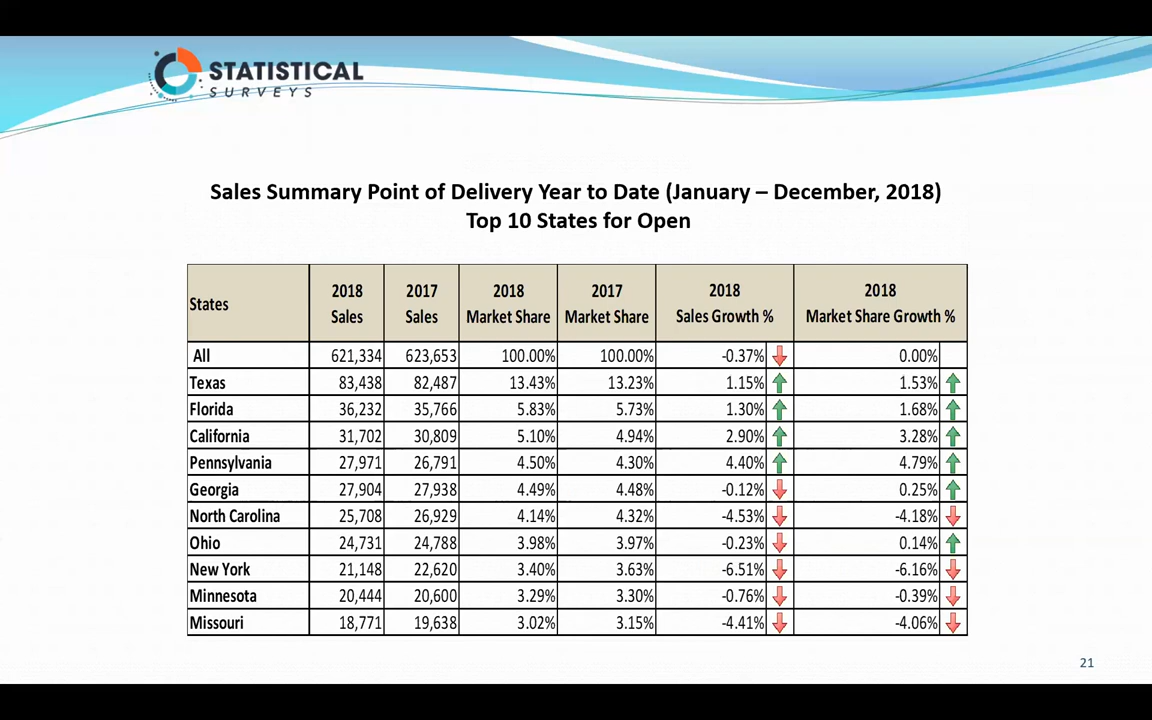 STATISTICAL
SURVEYS
Sales Summary Point of Delivery Year to Date (January – December, 2018)
Top 10 States for Open
States 2018 Sales 2017 Sales 2018 Market Share 2017 Market Share 2018 Sales Growth % 2018 Market Share Growth %
All 621,334 623,653 100.00% 100.00% -0.37% 0.00%
Texas 83,438 82,487 13.43% 13.23% 1.15% 1.53%
Florida 36,232 35,766 5.83% 5.73% 1.30% 1.68%
California 31,702 30,809 5.10% 4.94% 2.90% 3.28%
Pennsylvania 27,971 26,791 4.50% 4.30% 4.40% 4.79%
Georgia 27,904 27,938 4.49% 4.48% -0.12% 0.25%
North Carolina 25,708 26,929 4.14% 4.32% -4.53% -4.18%
Ohio 24,731 24,788 3.98% 3.97% -0.23% 0.14%
New York 21,148 22,620 3.40% 3.63% -6.51% -6.16%
Minnesota 20,444 20,600 3.29% 3.30% -0.76% -0.39%
Missouri 18,771 19,638 3.02% 3.15% -4.41% -4.06%
21